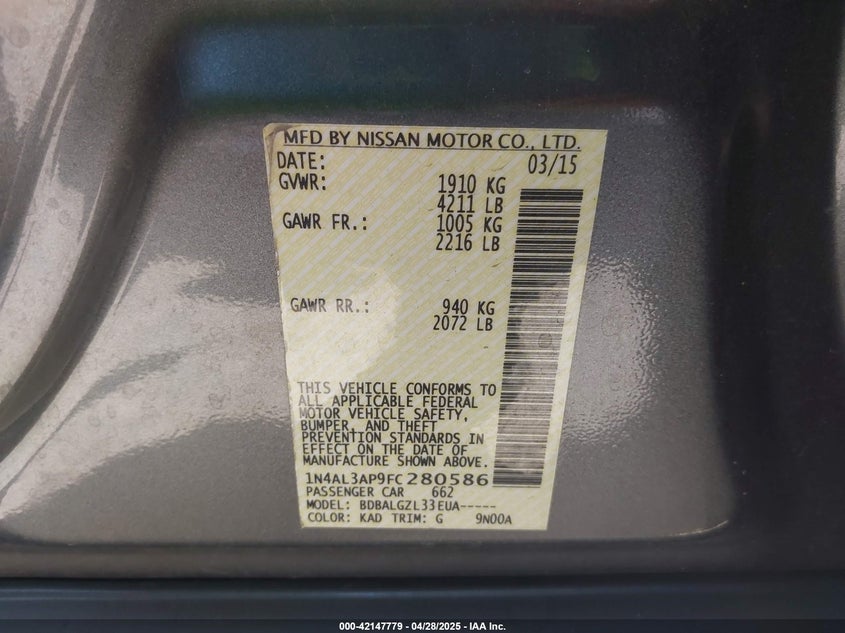 MFD BY NISSAN MOTOR CO., LTD.
DATE: 03/15
GVWR: 1910 KG
4211 LB
GAWR FR.: 1005 KG
2216 LB
GAWR RR.: 940 KG
2072 LB
THIS VEHICLE CONFORMS TO
ALL APPLICABLE FEDERAL
MOTOR VEHICLE SAFETY,
BUMPER, AND THEFT
PREVENTION STANDARDS IN
EFFECT ON THE DATE OF
MANUFACTURE SHOWN ABOVE.
1N4AL3AP9FC280586
PASSENGER CAR 662
MODEL: BDBALGZL33EUA-----
COLOR: KAD TRIM: G 9N00A
000-42147779 | 04/28/2025 - IAA Inc.